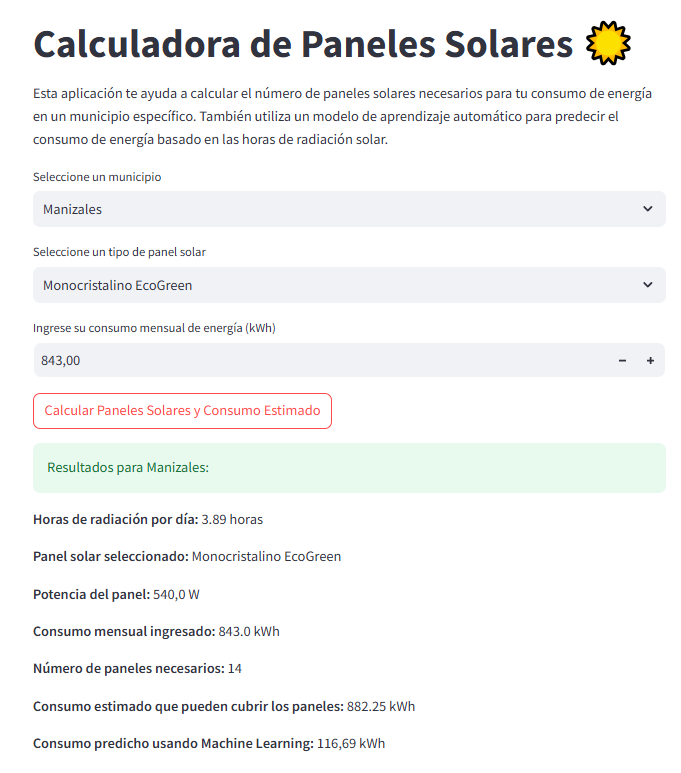 Calculadora de Paneles Solares
Esta aplicación te ayuda a calcular el número de paneles solares necesarios para tu consumo de energía
en un municipio específico. También utiliza un modelo de aprendizaje automático para predecir el
consumo de energía basado en las horas de radiación solar.
Seleccione un municipio
Manizales
Seleccione un tipo de panel solar
Monocristalino EcoGreen
Ingrese su consumo mensual de energía (kWh)
843,00
Calcular Paneles Solares y Consumo Estimado
Resultados para Manizales:
Horas de radiación por día: 3.89 horas
Panel solar seleccionado: Monocristalino EcoGreen
Potencia del panel: 540,0 W
Consumo mensual ingresado: 843.0 kWh
Número de paneles necesarios: 14
Consumo estimado que pueden cubrir los paneles: 882.25 kWh
Consumo predicho usando Machine Learning: 116,69 kWh